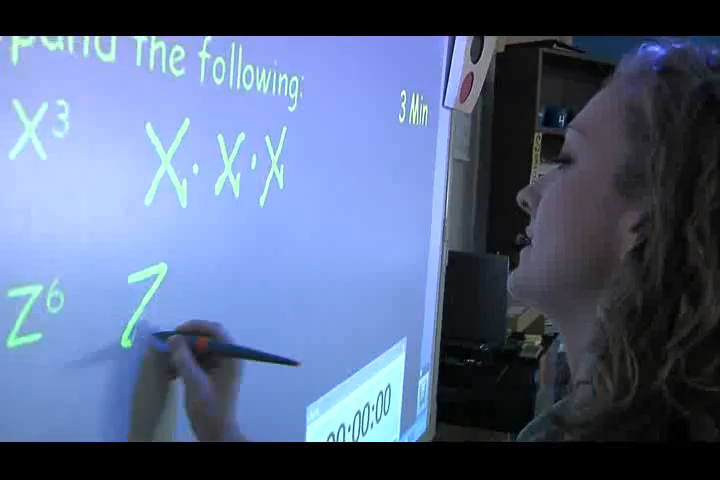 the following:
3 Min
X³ X · X · X
Z⁶ Z
00:00:00